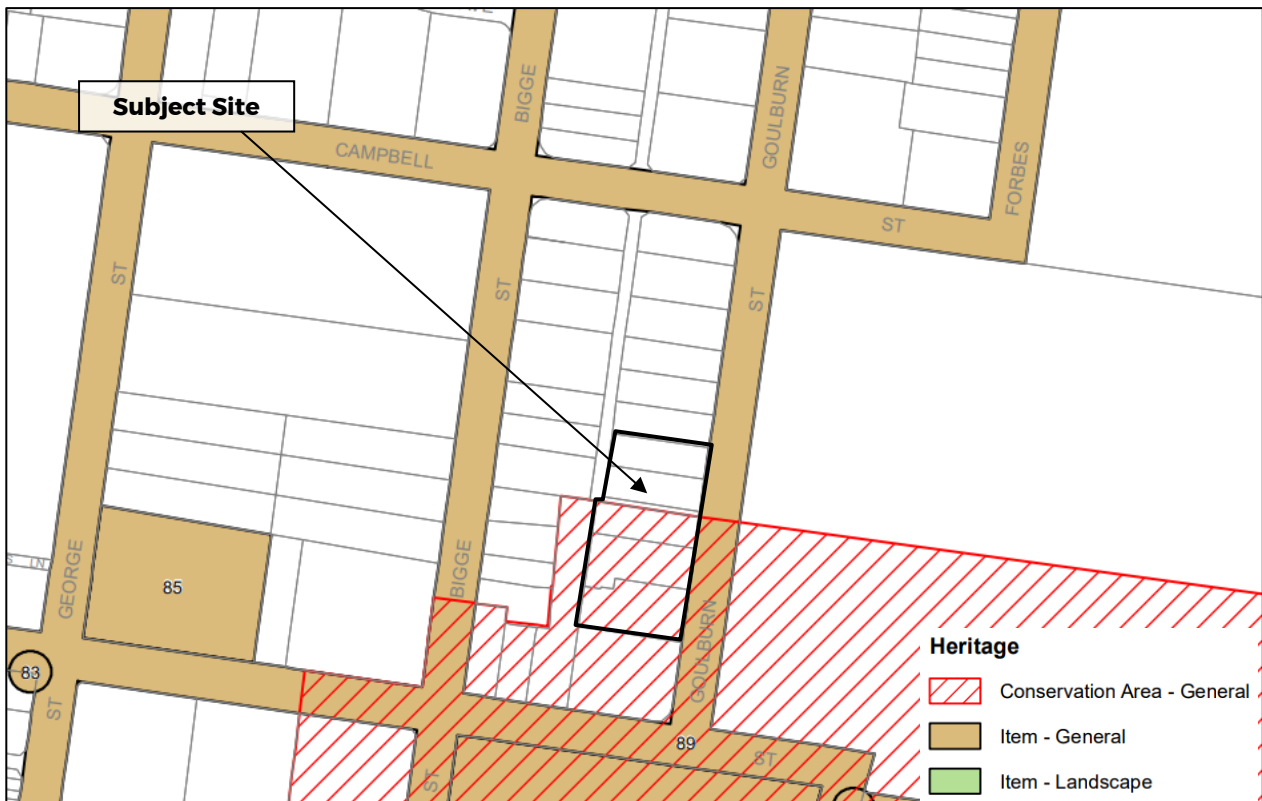 BIGGE
GOULBURN
Subject Site
CAMPBELL
FORBES
ST
ST
ST
ST
LN
GEORGE
85
BIGGE
GOULBURN
83
ST
89
ST
ST
Heritage
Conservation Area - General
Item - General
Item - Landscape